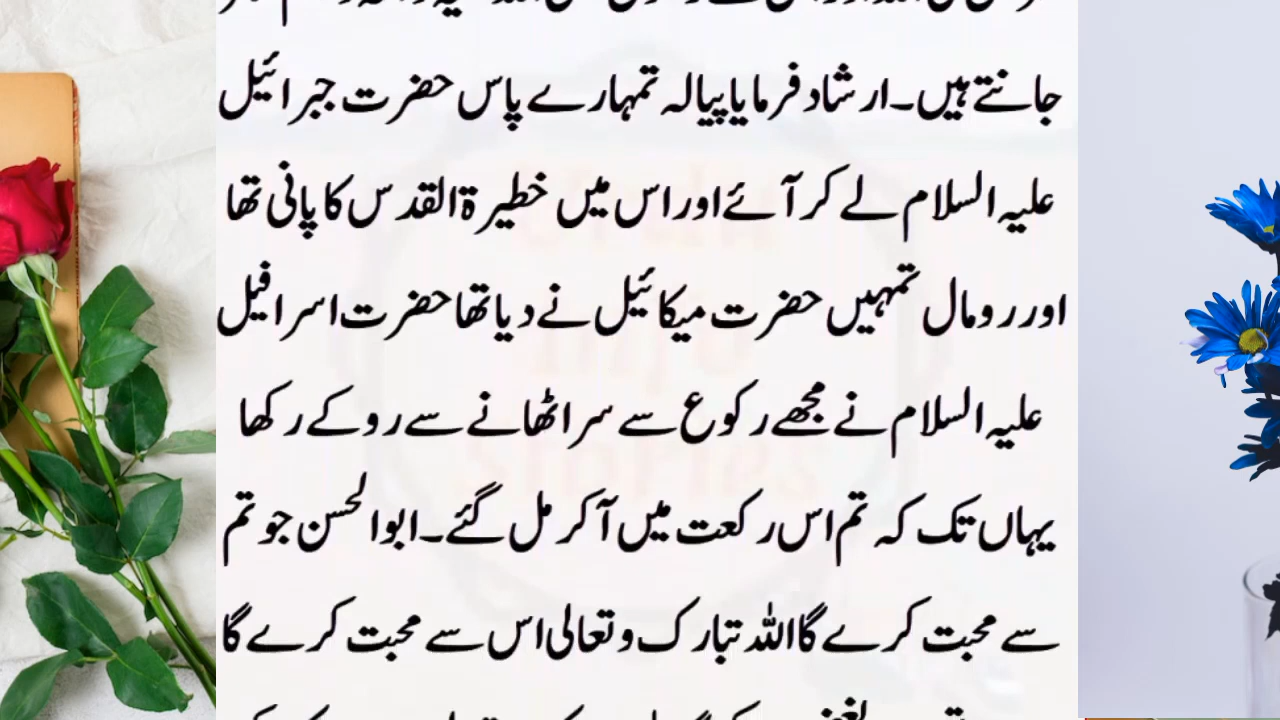 جانتے ہیں۔ ارشاد فرمایا پیالہ تمہارے پاس حضرت جبرائیل
علیہ السلام لے کر آئے اور اس میں خطیرۃ القدس کا پانی تھا
اور رومال تمہیں حضرت میکائیل نے دیا تھا حضرت اسرافیل
علیہ السلام نے مجھے رکوع سے سر اٹھانے سے روکے رکھا
یہاں تک کہ تم اس رکعت میں آکر مل گئے۔ ابوالحسن جو تم
سے محبت کرے گا اللہ تبارک و تعالی اس سے محبت کرے گا